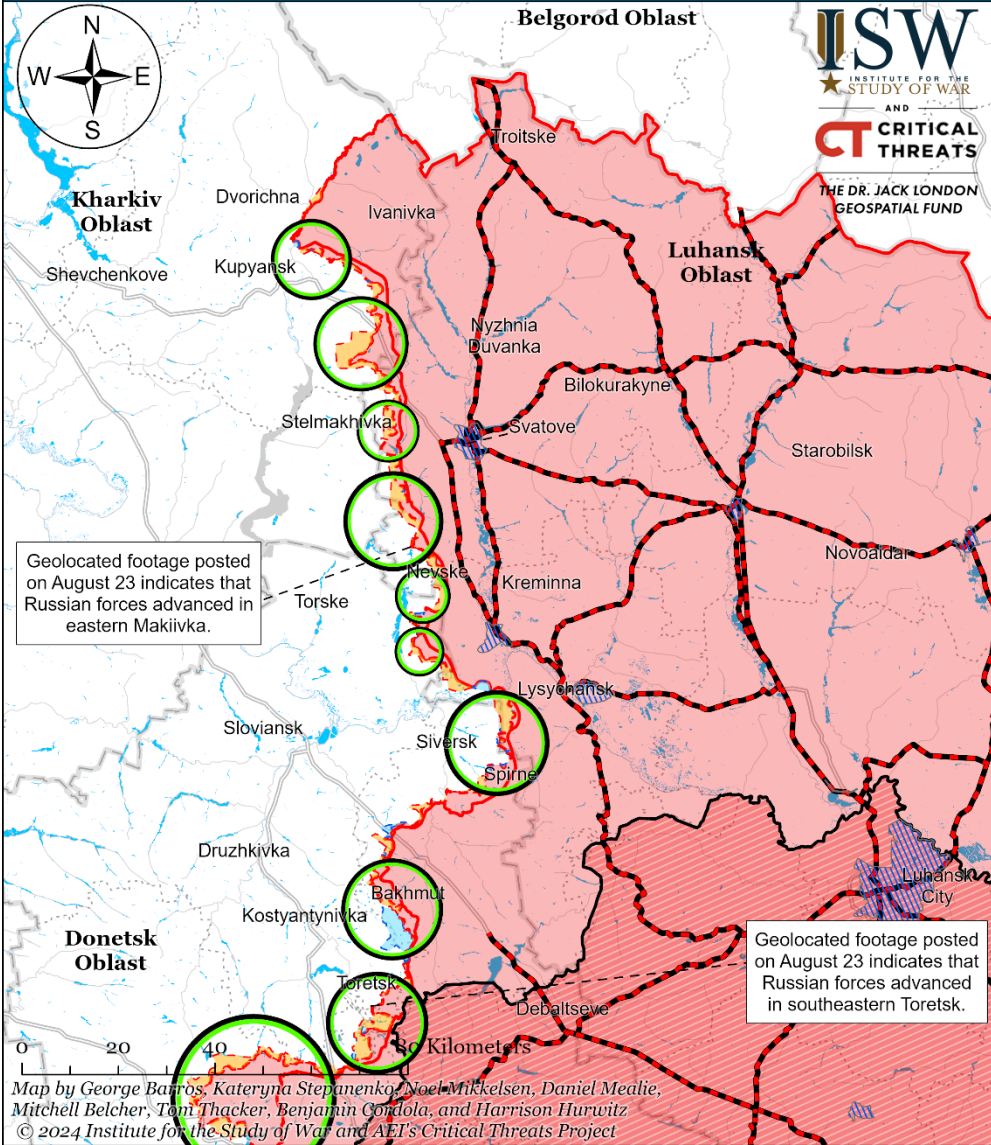 Belgorod Oblast
N
W E
S
ISW
INSTITUTE FOR THE
STUDY OF WAR
AND
CT CRITICAL
THREATS
THE DR. JACK LONDON
GEOSPATIAL FUND
Troitske
Dvorichna
Kharkiv
Oblast
Ivanivka
Luhansk
Oblast
Shevchenkove
Kupyansk
Nyzhnia
Duvanka
Bilokurakyne
Stelmakhivka
Svatove
Starobilsk
Geolocated footage posted
on August 23 indicates that
Russian forces advanced in
eastern Makiivka.
Novoaidar
Nevske
Kreminna
Torske
Lysychansk
Sloviansk
Siversk
Spirne
Druzhkivka
Bakhmut
Luhansk
City
Kostyantynivka
Donetsk
Oblast
Geolocated footage posted
on August 23 indicates that
Russian forces advanced
in southeastern Toretsk.
Toretsk
Debaltseve
0 20 40 80 Kilometers
Map by George Barros, Kateryna Stepanenko, Noel Mikkelsen, Daniel Mealie,
Mitchell Belcher, Tom Thacker, Benjamin Cordola, and Harrison Hurwitz
© 2024 Institute for the Study of War and AEI's Critical Threats Project